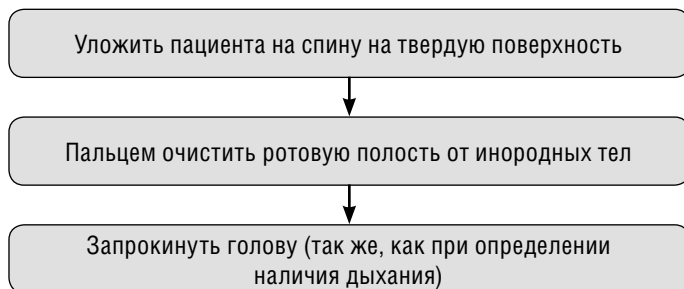 Уложить пациента на спину на твердую поверхность
Пальцем очистить ротовую полость от инородных тел
Запрокинуть голову (так же, как при определении
наличия дыхания)